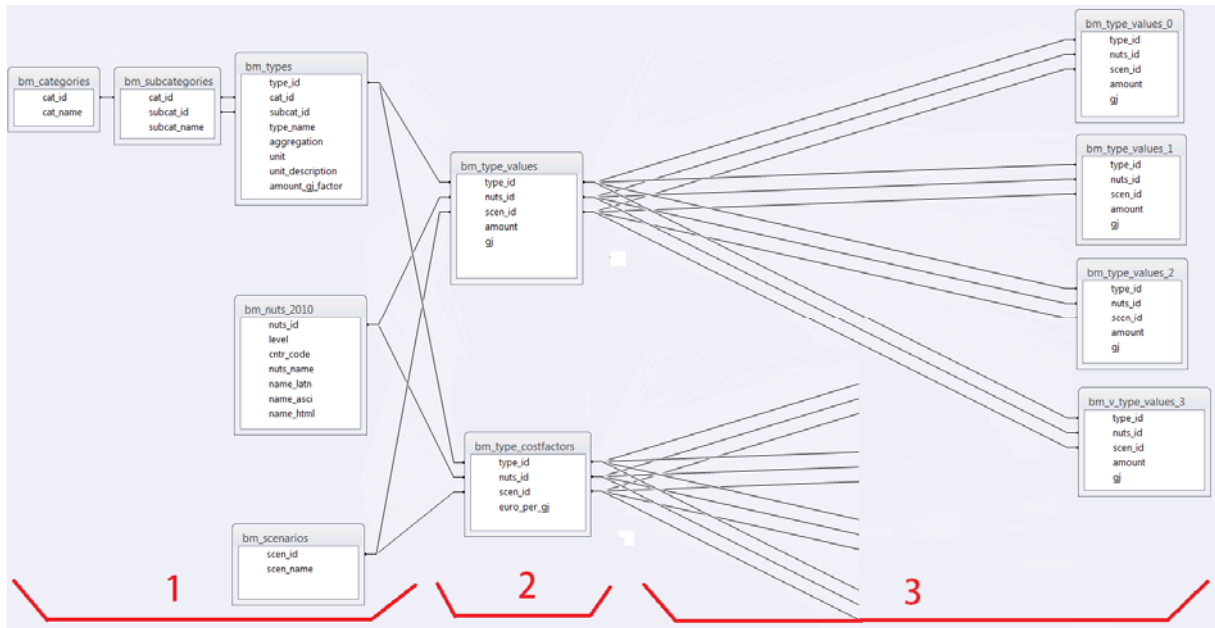 bm_categories
cat_id
cat_name
bm_subcategories
cat_id
subcat_id
subcat_name
bm_types
type_id
cat_id
subcat_id
type_name
aggregation
unit
unit_description
amount_gj_factor
bm_nuts_2010
nuts_id
level
cntr_code
nuts_name
name_latn
name_asci
name_html
bm_scenarios
scen_id
scen_name
bm_type_values
type_id
nuts_id
scen_id
amount
gj
bm_type_costfactors
type_id
nuts_id
scen_id
euro_per_gj
bm_type_values_0
type_id
nuts_id
scen_id
amount
gj
bm_type_values_1
type_id
nuts_id
scen_id
amount
gj
bm_type_values_2
type_id
nuts_id
scen_id
amount
gj
bm_v_type_values_3
type_id
nuts_id
scen_id
amount
gj
1
2
3